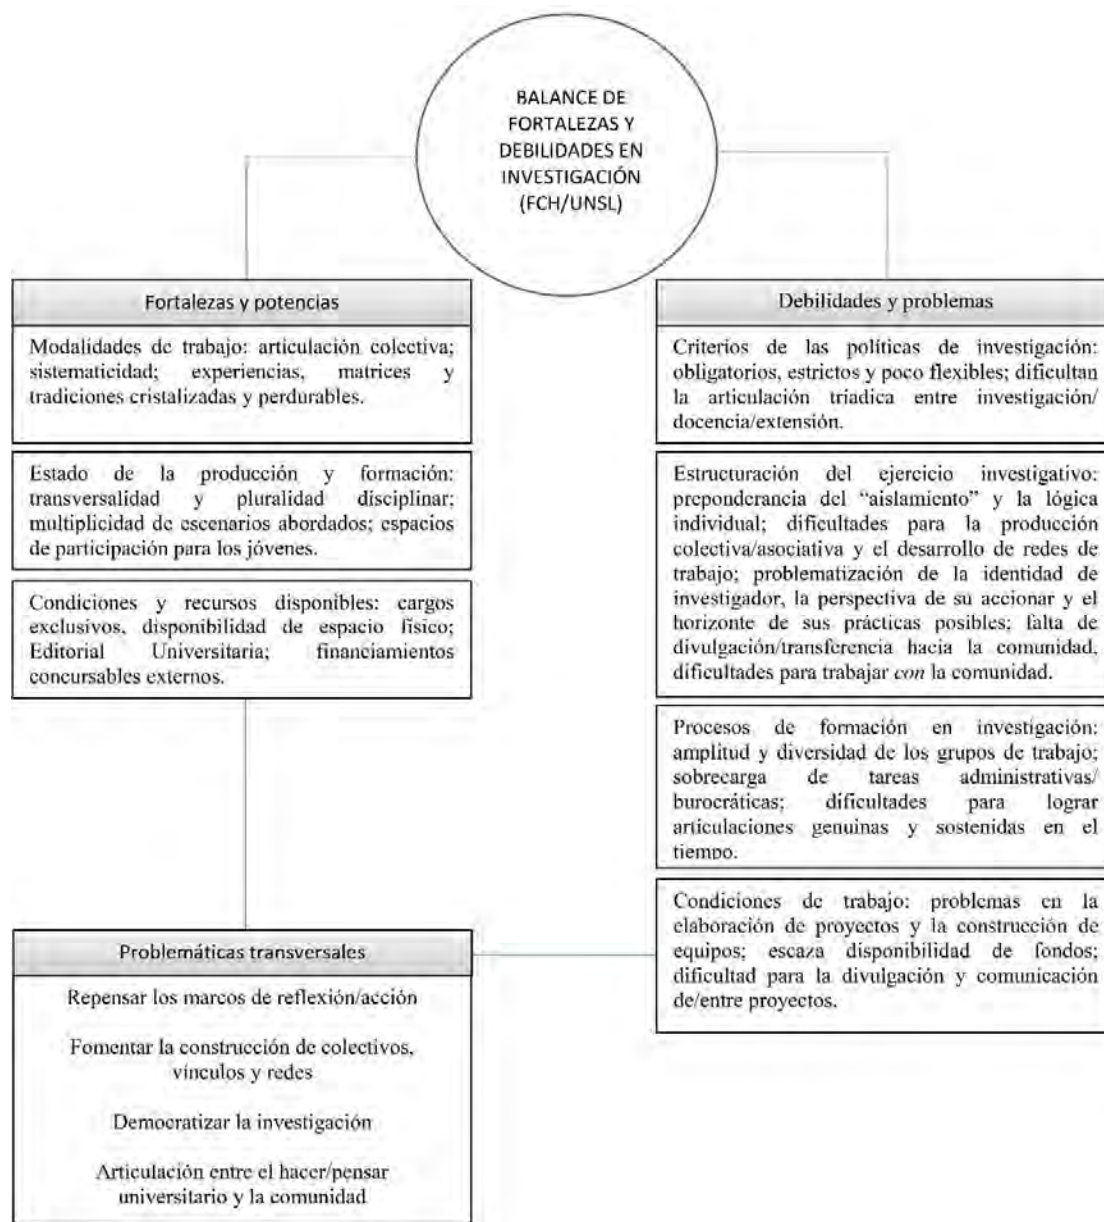 BALANCE DE
FORTALEZAS Y
DEBILIDADES EN
INVESTIGACIÓN
(FCH/UNSL)
Fortalezas y potencias
Modalidades de trabajo: articulación colectiva;
sistematicidad; experiencias, matrices y
tradiciones cristalizadas y perdurables.
Estado de la producción y formación:
transversalidad y pluralidad disciplinar;
multiplicidad de escenarios abordados; espacios
de participación para los jóvenes.
Condiciones y recursos disponibles: cargos
exclusivos, disponibilidad de espacio físico;
Editorial Universitaria; financiamientos
concursables externos.
Debilidades y problemas
Criterios de las políticas de investigación:
obligatorios, estrictos y poco flexibles; dificultan
la articulación triadica entre investigación/
docencia/extensión.
Estructuración del ejercicio investigativo:
preponderancia del “aislamiento” y la lógica
individual; dificultades para la producción
colectiva/asociativa y el desarrollo de redes de
trabajo; problematización de la identidad de
investigador, la perspectiva de su accionar y el
horizonte de sus prácticas posibles; falta de
divulgación/transferencia hacia la comunidad,
dificultades para trabajar con la comunidad.
Procesos de formación en investigación:
amplitud y diversidad de los grupos de trabajo;
sobrecarga de tareas administrativas/
burocráticas; dificultades para lograr
articulaciones genuinas y sostenidas en el
tiempo.
Condiciones de trabajo: problemas en la
elaboración de proyectos y la construcción de
equipos; escaza disponibilidad de fondos;
dificultad para la divulgación y comunicación
de/entre proyectos.
Problemáticas transversales
Repensar los marcos de reflexión/acción
Fomentar la construcción de colectivos,
vínculos y redes
Democratizar la investigación
Articulación entre el hacer/pensar
universitario y la comunidad